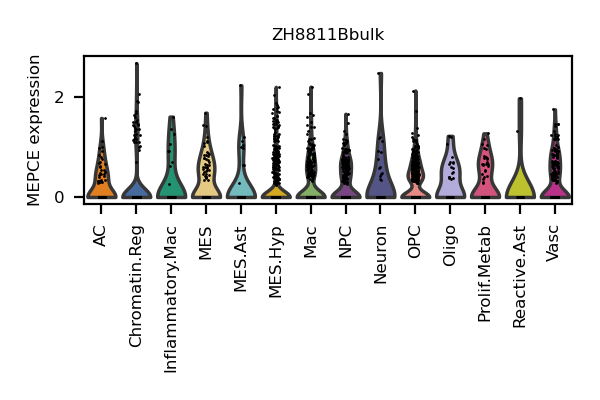 ZH8811Bbulk
MEPCE expression
2
0
AC
Chromatin.Reg
Inflammatory.Mac
MES
MES.Ast
MES.Hyp
Mac
NPC
Neuron
OPC
Oligo
Prolif.Metab
Reactive.Ast
Vasc